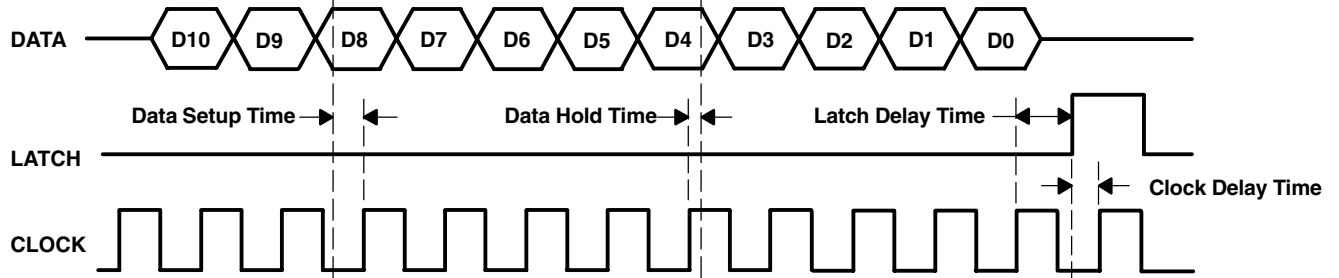 DATA D10 D9 D8 D7 D6 D5 D4 D3 D2 D1 D0
Data Setup Time Data Hold Time Latch Delay Time
LATCH
Clock Delay Time
CLOCK